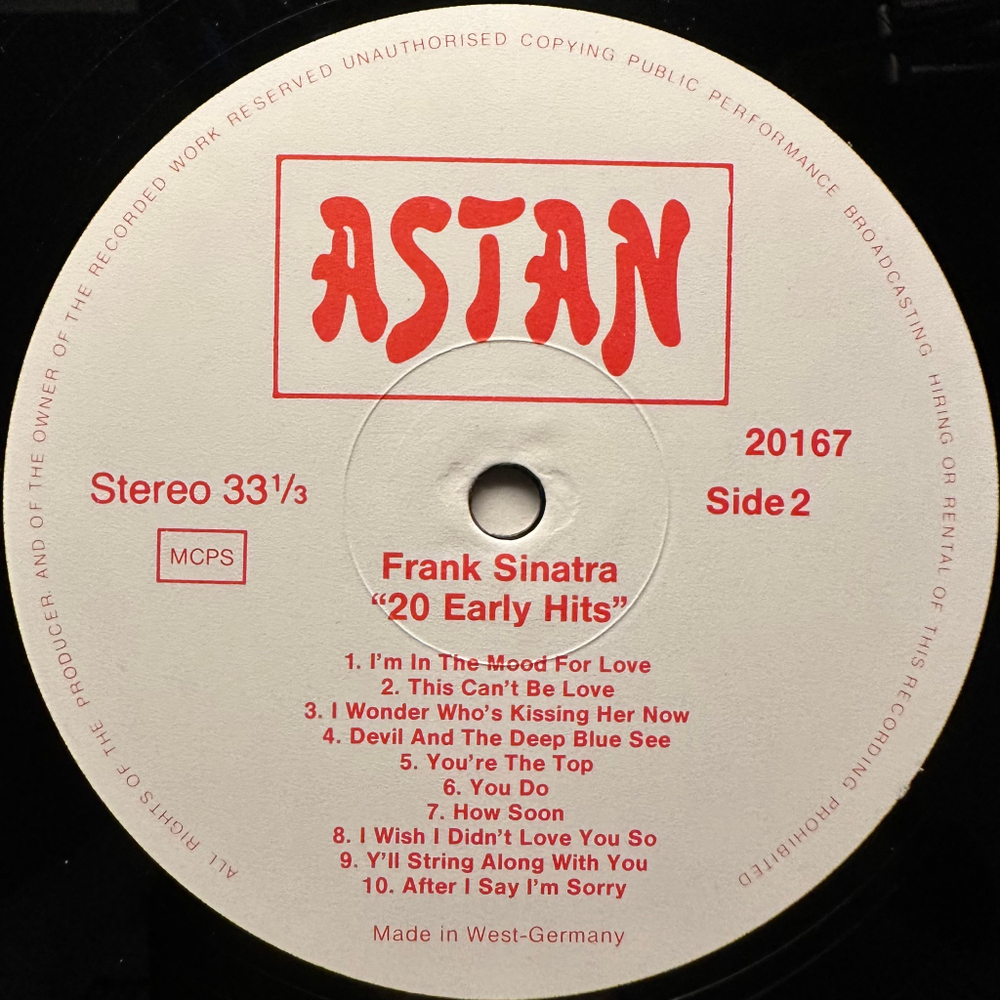 ALL RIGHTS OF THE PRODUCER, AND OF THE OWNER OF THE RECORDED WORK RESERVED UNAUTHORISED COPYING PUBLIC PERFORMANCE BROADCASTING HIRING OR RENTAL OF THIS RECORDING PROHIBITED
ASTAN
20167
Stereo 33⅓
Side 2
MCPS
Frank Sinatra
“20 Early Hits”
1. I’m In The Mood For Love
2. This Can’t Be Love
3. I Wonder Who’s Kissing Her Now
4. Devil And The Deep Blue See
5. You’re The Top
6. You Do
7. How Soon
8. I Wish I Didn’t Love You So
9. Y’ll String Along With You
10. After I Say I’m Sorry
Made in West-Germany